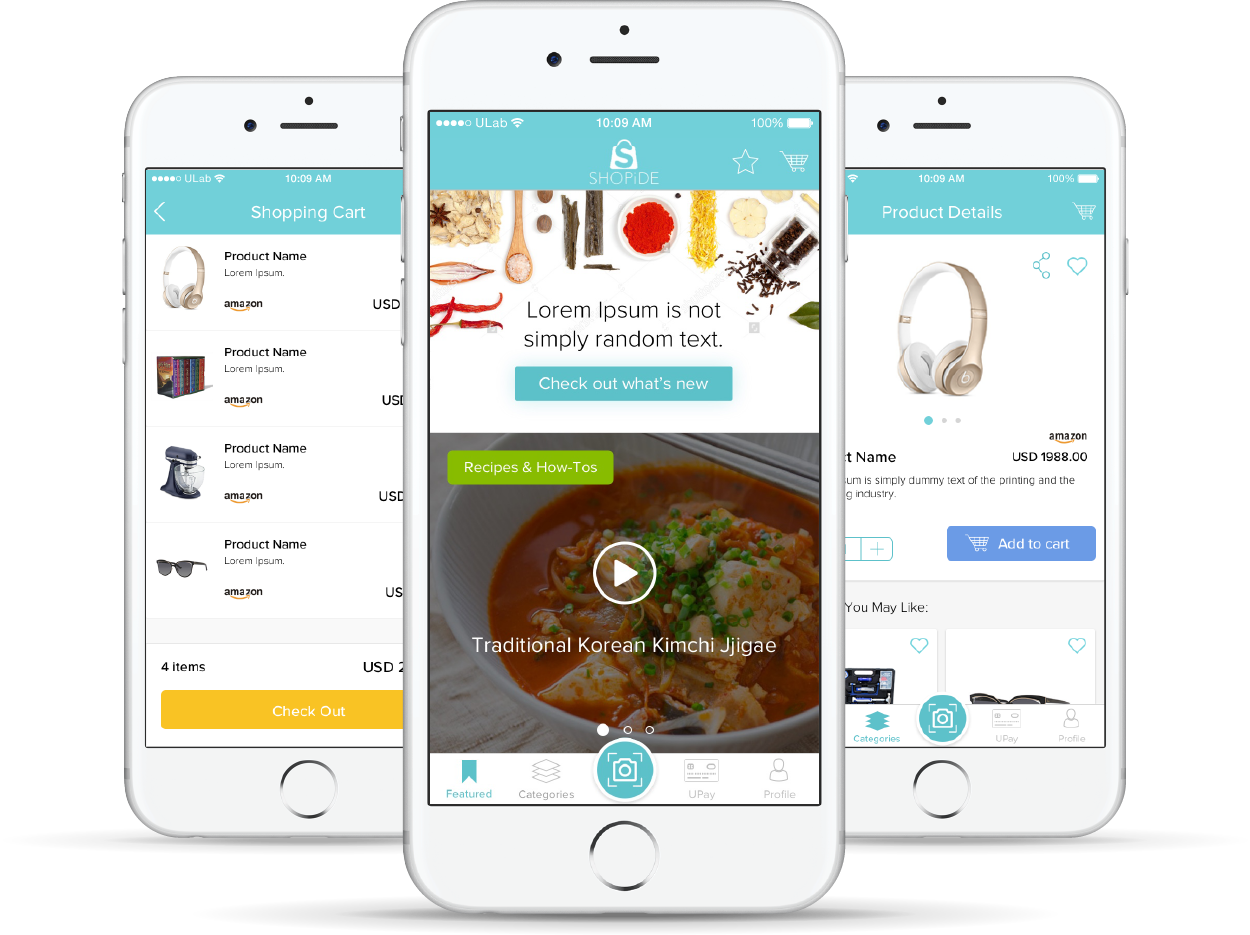 ULab
10:09 AM
Shopping Cart
Product Name
Lorem Ipsum.
amazon
USD
Product Name
Lorem Ipsum.
amazon
Product Name
Lorem Ipsum.
amazon
USD
Product Name
Lorem Ipsum.
amazon
US
4 items
USD 2
Check Out
ULab
10:09 AM
100%
S
SHOPiDE
Lorem Ipsum is not
simply random text.
Check out what's new
Recipes & How-Tos
Traditional Korean Kimchi Jjigae
Featured
Categories
UPay
Profile
10:09 AM
100%
Product Details
amazon
ct Name
USD 1988.00
sum is simply dummy text of the printing and the
g industry.
+
Add to cart
You May Like:
Categories
UPay
Profile